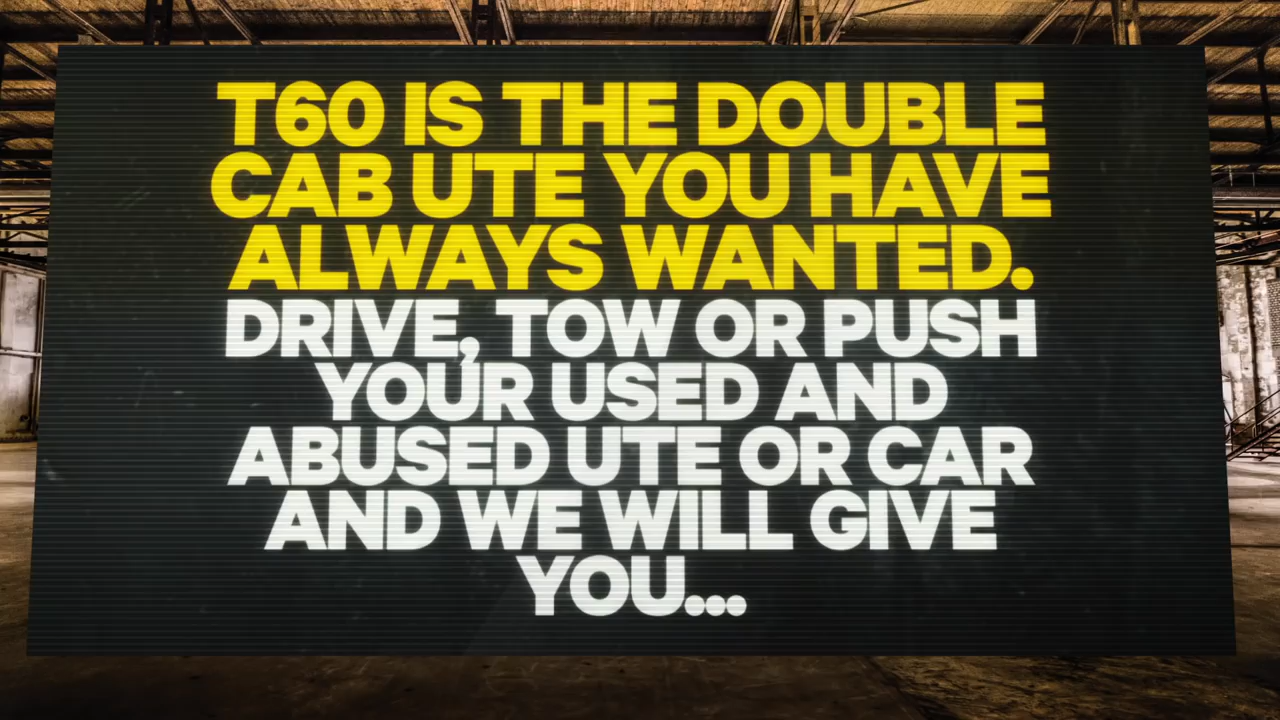 T60 IS THE DOUBLE
CAB UTE YOU HAVE
ALWAYS WANTED.
DRIVE, TOW OR PUSH
YOUR USED AND
ABUSED UTE OR CAR
AND WE WILL GIVE
YOU...